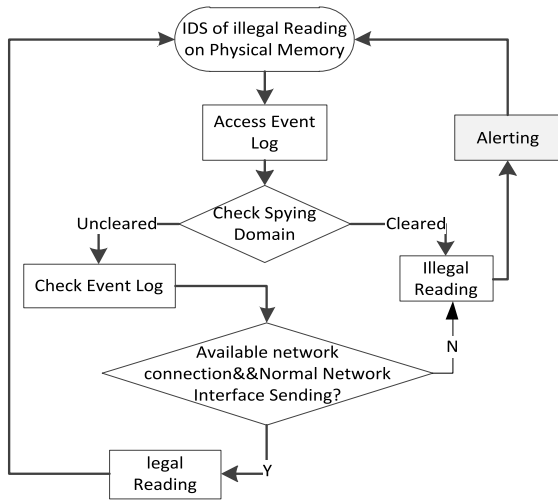 IDS of illegal Reading
on Physical Memory
Access Event
Log
Alerting
Check Spying
Domain
Uncleared
Cleared
Check Event Log
Illegal
Reading
Available network
connection&&Normal Network
Interface Sending?
N
Y
legal
Reading